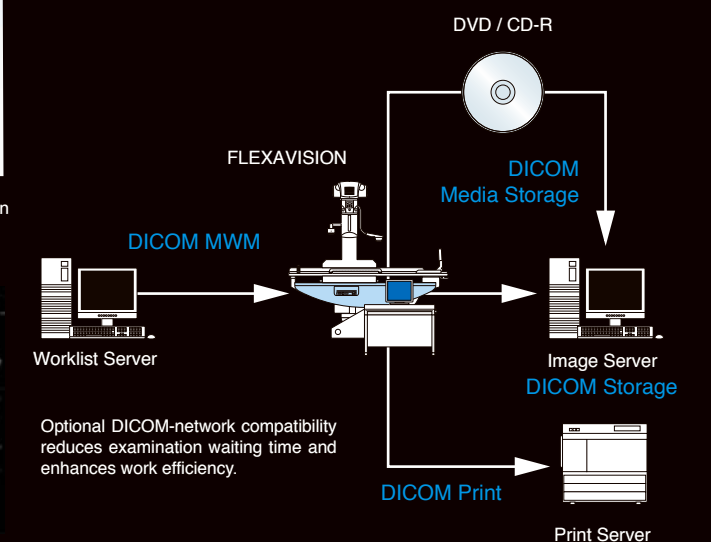 DVD / CD-R
FLEXAVISION
DICOM
Media Storage
n
DICOM MWM
Worklist Server
Image Server
DICOM Storage
Optional DICOM-network compatibility
reduces examination waiting time and
enhances work efficiency.
DICOM Print
Print Server